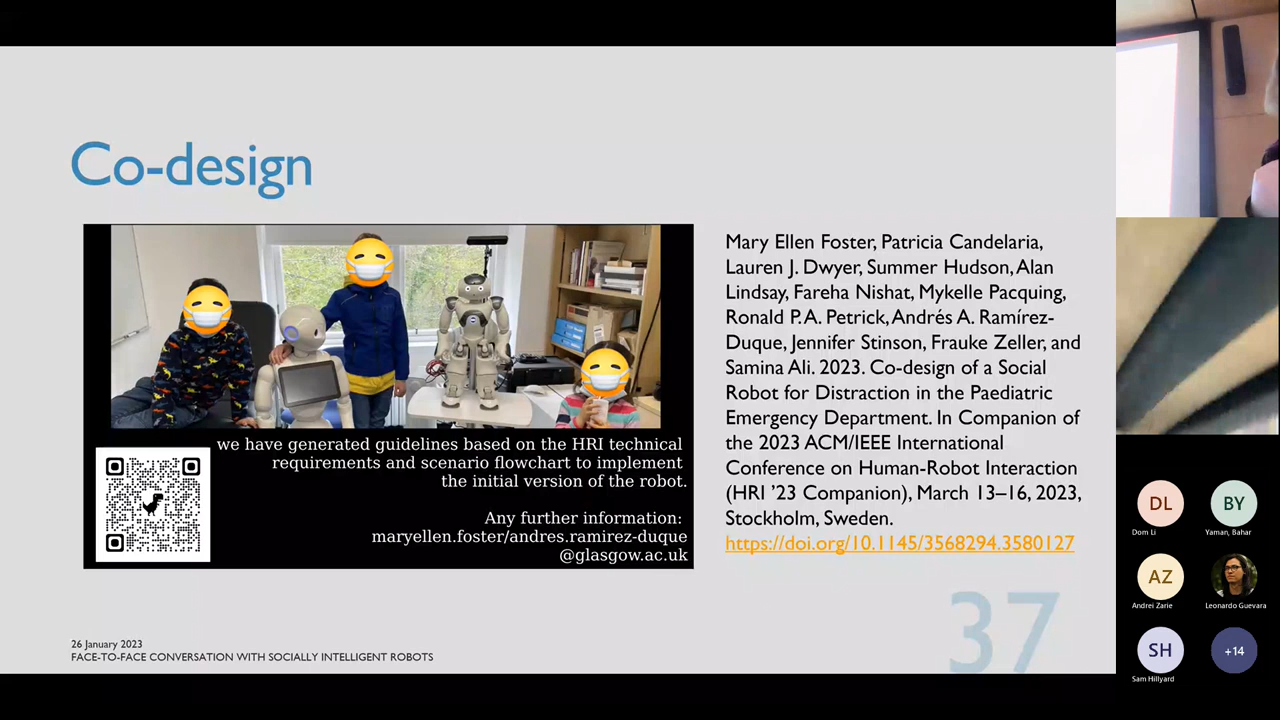 Co-design
we have generated guidelines based on the HRI technical
requirements and scenario flowchart to implement
the initial version of the robot.
Any further information:
maryellen.foster/andres.ramirez-duque
@glasgow.ac.uk
Mary Ellen Foster, Patricia Candelaria,
Lauren J. Dwyer, Summer Hudson, Alan
Lindsay, Fareha Nishat, Mykelle Pacquing,
Ronald P.A. Petrick, Andrés A. Ramírez-
Duque, Jennifer Stinson, Frauke Zeller, and
Samina Ali. 2023. Co-design of a Social
Robot for Distraction in the Paediatric
Emergency Department. In Companion of
the 2023 ACM/IEEE International
Conference on Human-Robot Interaction
(HRI ’23 Companion), March 13–16, 2023,
Stockholm, Sweden.
https://doi.org/10.1145/3568294.3580127
26 January 2023
FACE-TO-FACE CONVERSATION WITH SOCIALLY INTELLIGENT ROBOTS
37
DL
Dom Li
BY
Yaman, Bahar
AZ
Andrei Zarie
Leonardo Guevara
SH
Sam Hillyard
+14